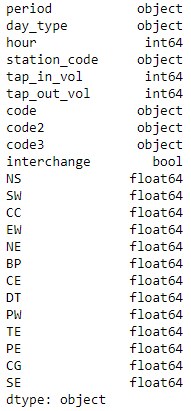 period object
day_type object
hour int64
station_code object
tap_in_vol int64
tap_out_vol int64
code object
code2 object
code3 object
interchange bool
NS float64
SW float64
CC float64
EW float64
NE float64
BP float64
CE float64
DT float64
PW float64
TE float64
PE float64
CG float64
SE float64
dtype: object